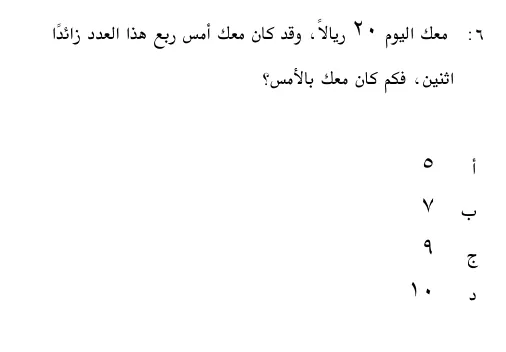 ٦: معك اليوم ٢٠ ريالاً، وقد كان معك أمس ربع هذا العدد زائدًا
اثنين، فكم كان معك بالأمس؟
أ ٥
ب ٧
ج ٩
د ١٠